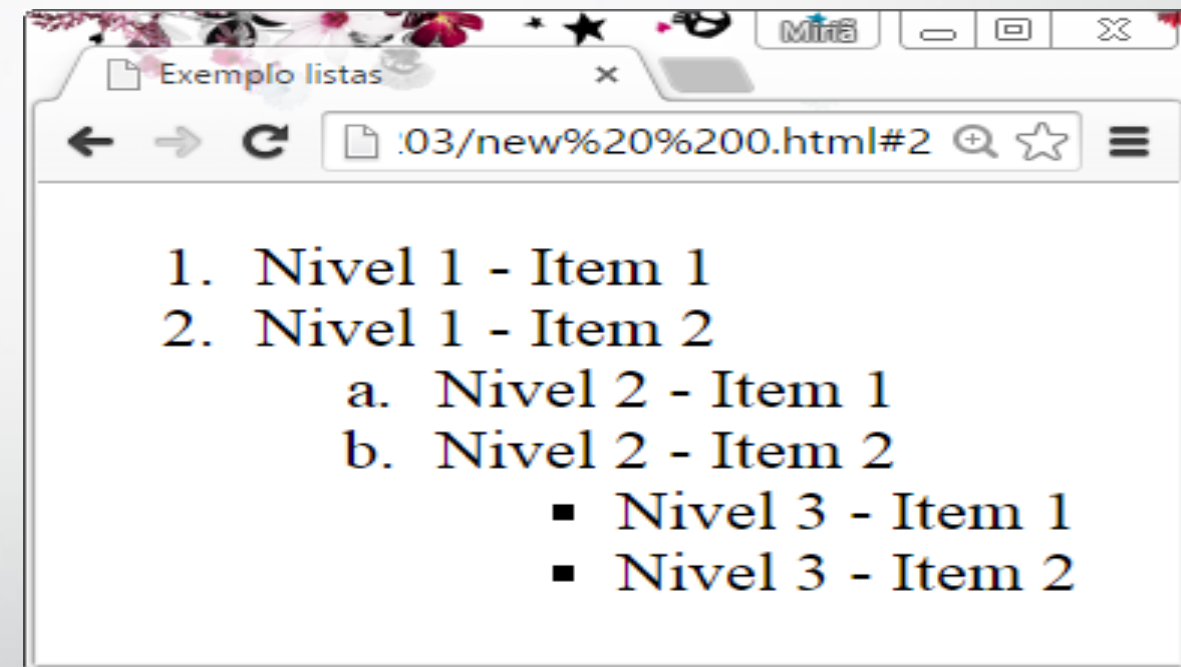 Miriã
Exemplo listas
:03/new%20%200.html#2
1. Nivel 1 - Item 1
2. Nivel 1 - Item 2
a. Nivel 2 - Item 1
b. Nivel 2 - Item 2
▪ Nivel 3 - Item 1
▪ Nivel 3 - Item 2